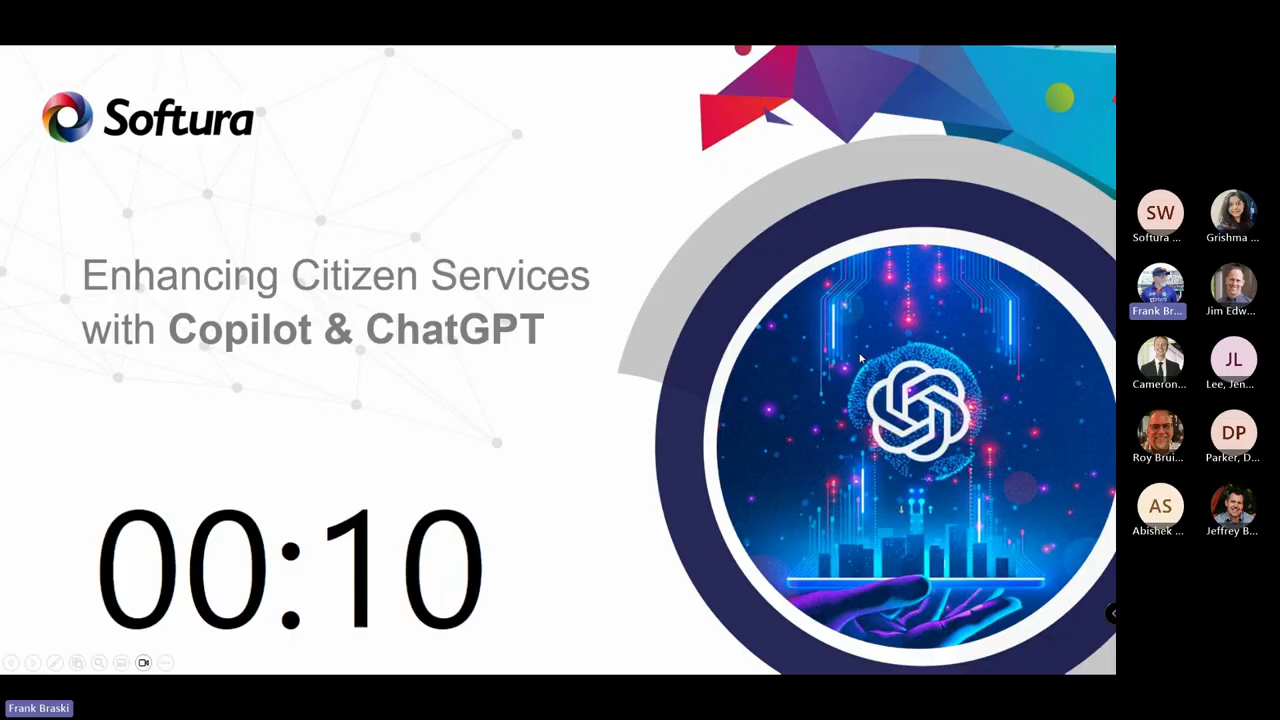 Softura
Enhancing Citizen Services
with Copilot & ChatGPT
00:10
SW
Softura ...
Grishma ...
Frank Br...
Jim Edw...
Cameron...
JL
Lee, Jen...
Roy Brui...
DP
Parker, D...
AS
Abishek ...
Jeffrey B...
Frank Braski